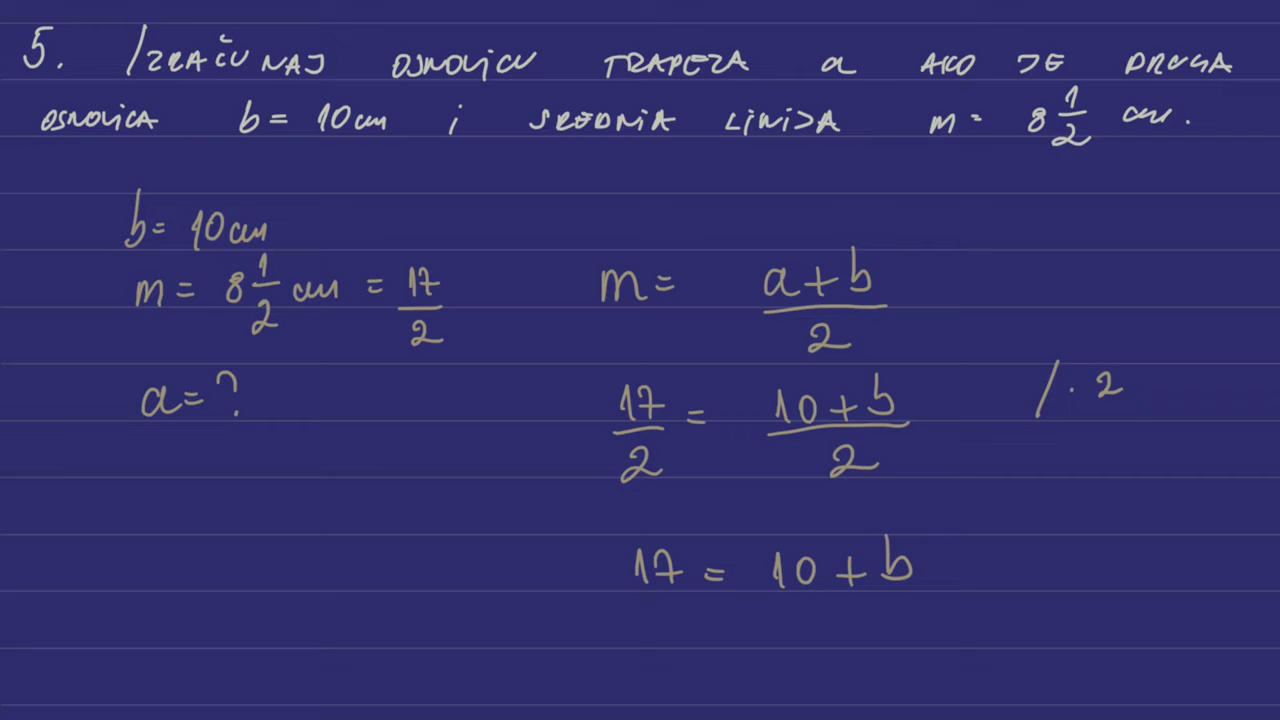 5. IZRAČUNAJ OSNOVICU TRAPEZA a AKO JE DRUGA
OSNOVICA b = 10 cm i SREDNJA LINIJA m = 8 1/2 cm.
b = 10 cm
m = 8 1/2 cm = 17/2
a = ?
m = (a + b)/2
17/2 = (10 + b)/2 / · 2
17 = 10 + b